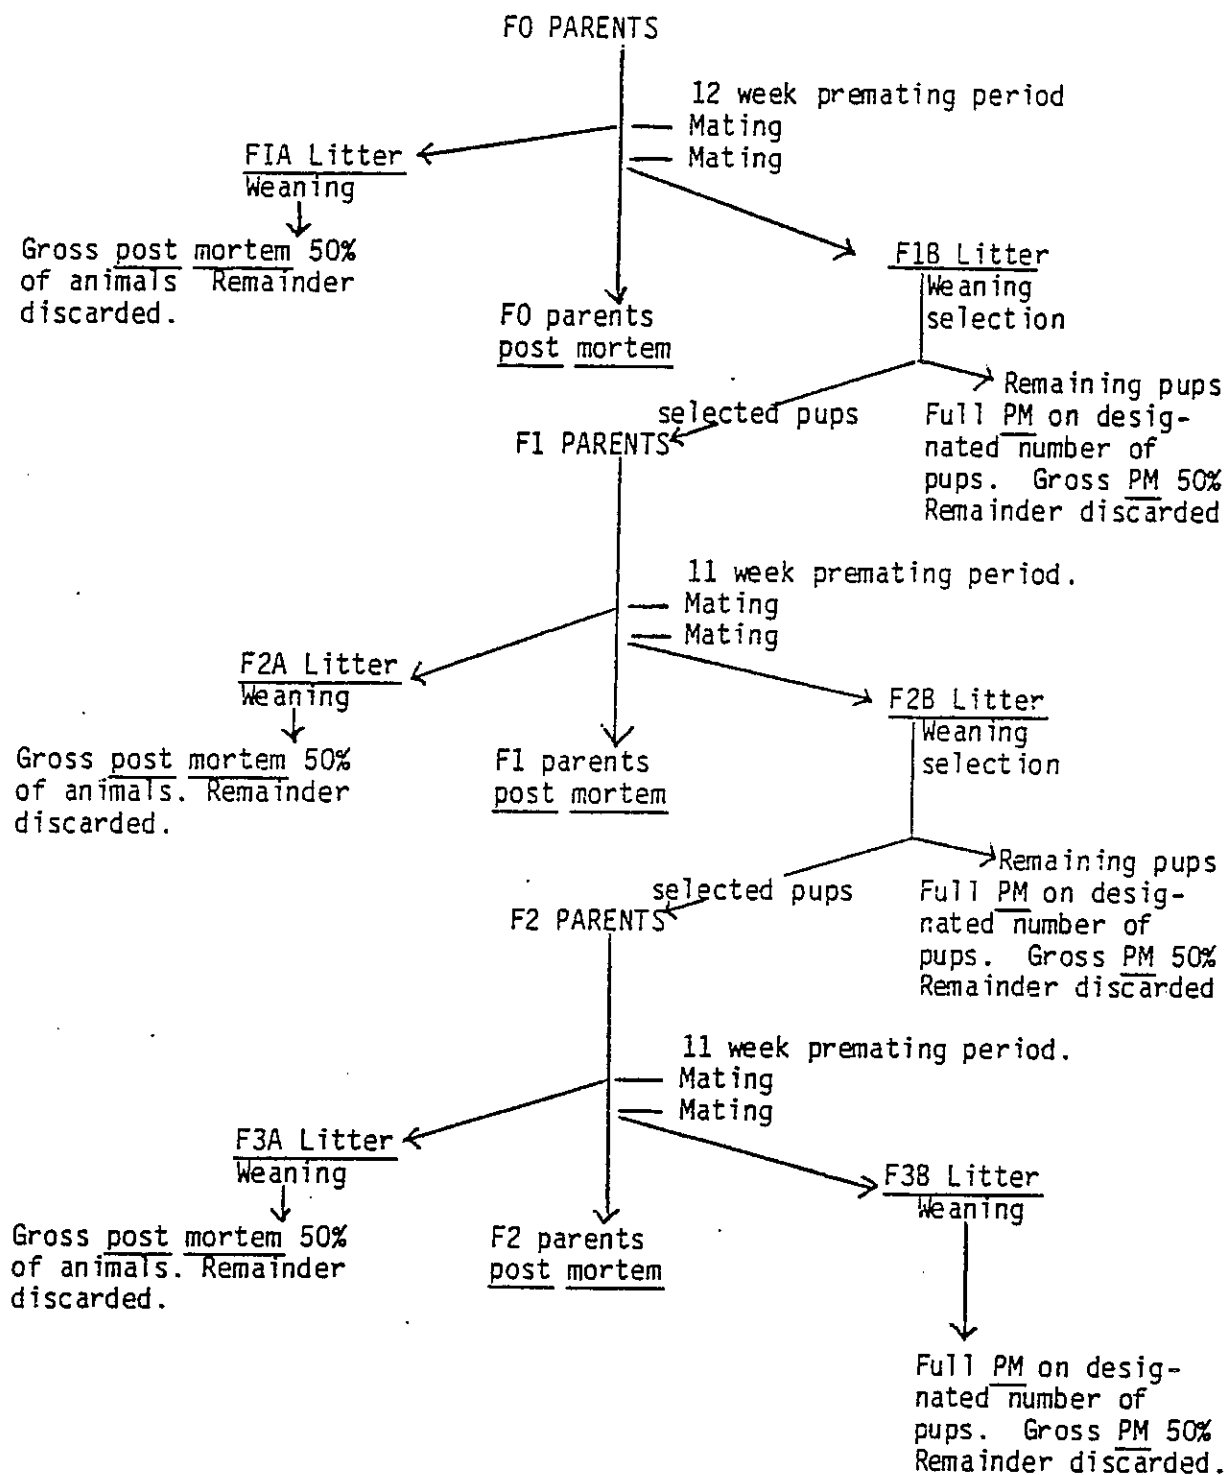 F0 PARENTS
12 week premating period
Mating
Mating
FIA Litter
Weaning
Gross post mortem 50%
of animals Remainder
discarded.
F1B Litter
Weaning
selection
F0 parents
post mortem
selected pups
Remaining pups
Full PM on desig-
nated number of
pups. Gross PM 50%
Remainder discarded
F1 PARENTS
11 week premating period.
Mating
Mating
F2A Litter
Weaning
Gross post mortem 50%
of animals. Remainder
discarded.
F2B Litter
Weaning
selection
F1 parents
post mortem
selected pups
Remaining pups
Full PM on desig-
nated number of
pups. Gross PM 50%
Remainder discarded
F2 PARENTS
11 week premating period.
Mating
Mating
F3A Litter
Weaning
Gross post mortem 50%
of animals. Remainder
discarded.
F3B Litter
Weaning
F2 parents
post mortem
Full PM on desig-
nated number of
pups. Gross PM 50%
Remainder discarded.